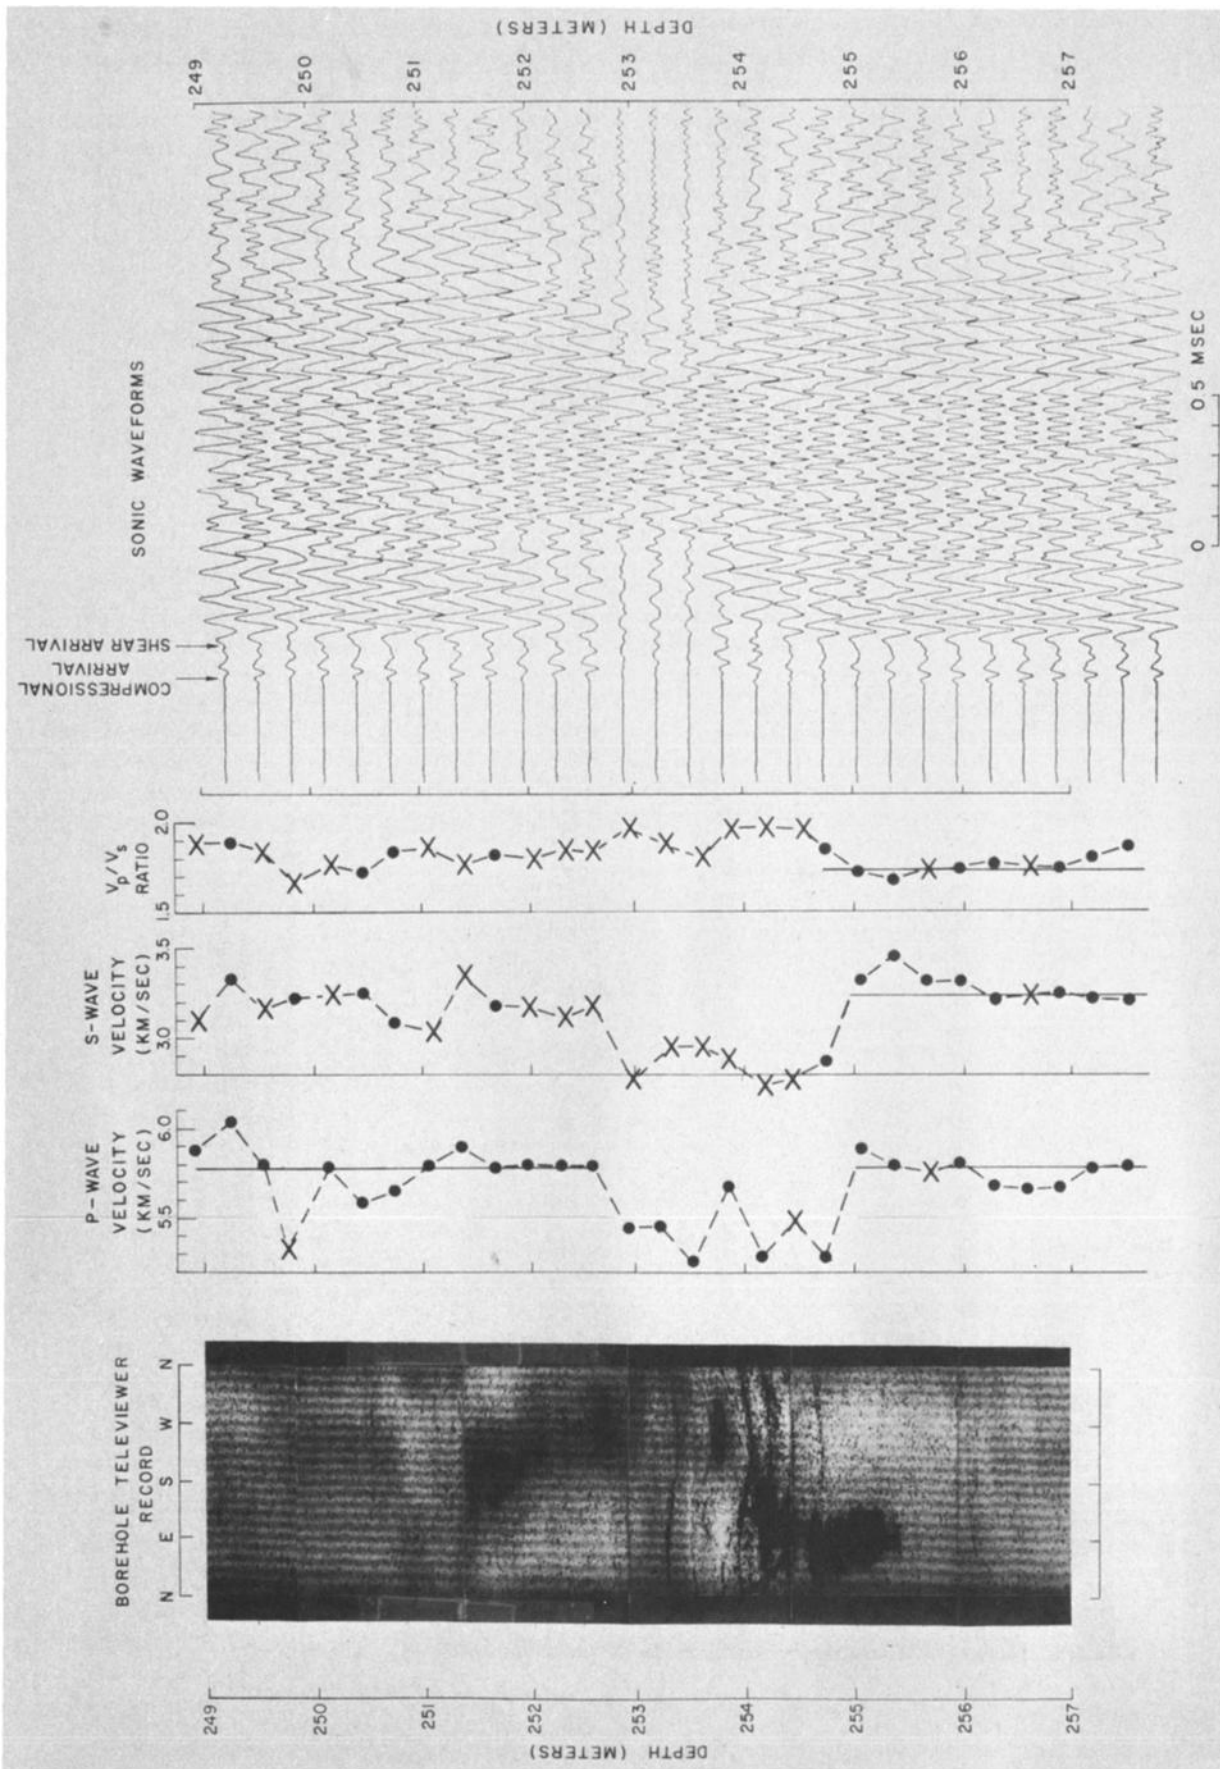 DEPTH (METERS)
249
250
251
252
253
254
255
256
257
SONIC WAVEFORMS
0
0.5 MSEC
SHEAR ARRIVAL
COMPRESSIONAL
ARRIVAL
Vp/Vs
RATIO
1.5
2.0
S-WAVE
VELOCITY
(KM/SEC)
3.0
3.5
P-WAVE
VELOCITY
(KM/SEC)
5.5
6.0
BOREHOLE TELEVIEWER
RECORD
N
E
S
W
N
249
250
251
252
253
254
255
256
257
DEPTH (METERS)